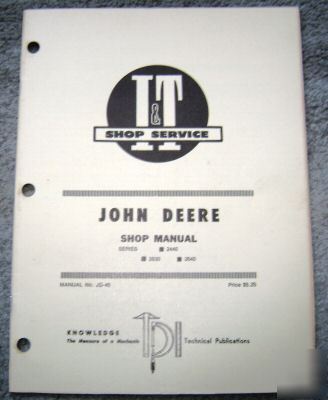 I&T
SHOP SERVICE
JOHN DEERE
SHOP MANUAL
SERIES ■ 2440
■ 2630 ■ 2640
MANUAL No. JD-45 Price $5.25
KNOWLEDGE
The Measure of a Mechanic
TPI Technical Publications